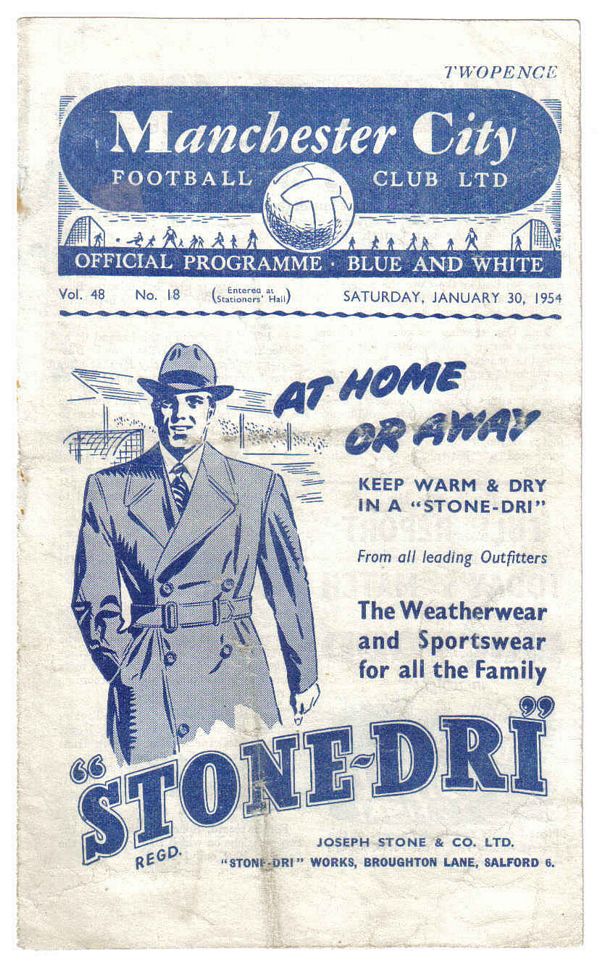 TWOPENCE
Manchester City
FOOTBALL CLUB LTD
OFFICIAL PROGRAMME · BLUE AND WHITE
Vol. 48 No. 18 (Entered at Stationers' Hall) SATURDAY, JANUARY 30, 1954
AT HOME
OR AWAY
KEEP WARM & DRY
IN A "STONE-DRI"
From all leading Outfitters
The Weatherwear
and Sportswear
for all the Family
"STONE-DRI"
REGD.
JOSEPH STONE & CO. LTD.
"STONE-DRI" WORKS, BROUGHTON LANE, SALFORD 6.